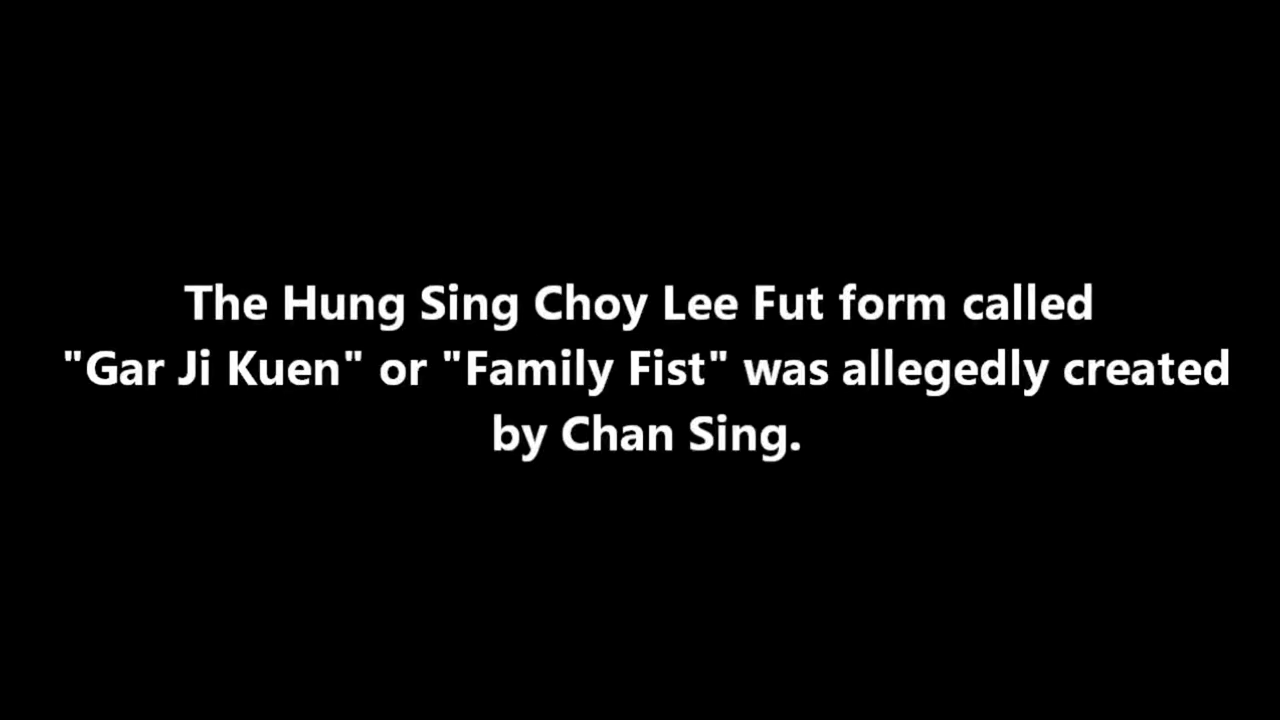 The Hung Sing Choy Lee Fut form called
"Gar Ji Kuen" or "Family Fist" was allegedly created
by Chan Sing.